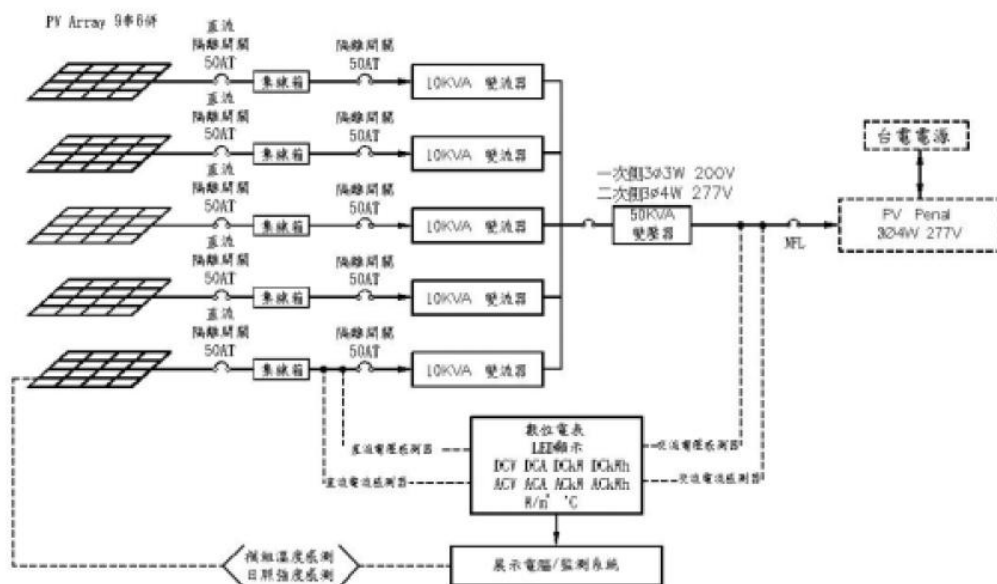 PV Array 9串6併
直流
隔離開關
50AT
集線箱
隔離開關
50AT
10KVA 變流器
直流
隔離開關
50AT
集線箱
隔離開關
50AT
10KVA 變流器
直流
隔離開關
50AT
集線箱
隔離開關
50AT
10KVA 變流器
直流
隔離開關
50AT
集線箱
隔離開關
50AT
10KVA 變流器
直流
隔離開關
50AT
集線箱
隔離開關
50AT
10KVA 變流器
一次側3ø3W 200V
二次側3ø4W 277V
50KVA
變壓器
NFL
台電電源
PV Penal
3Ø4W 277V
直流電壓感測器
直流電流感測器
數位電表
LED顯示
DCV DCA DCkW DCkWh
ACV ACA ACkW ACkWh
W/m² °C
交流電壓感測器
交流電流感測器
模組溫度感測
日照強度感測
展示電腦/監測系統